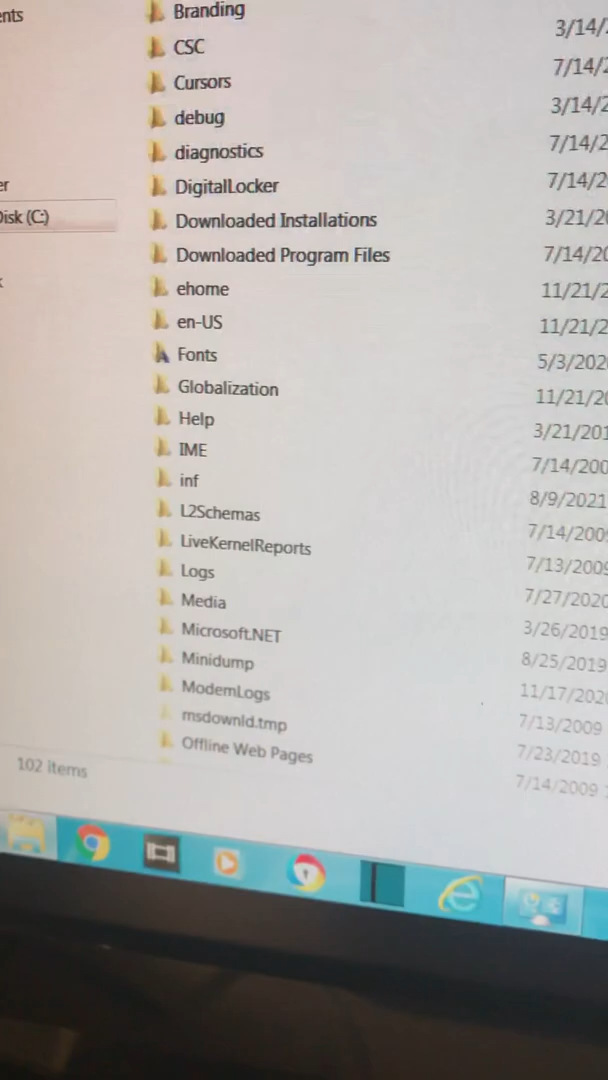 ents
Branding
3/14/
CSC
7/14/2
Cursors
3/14/2
debug
7/14/2
diagnostics
7/14/2
er
DigitalLocker
3/21/20
Disk (C:)
Downloaded Installations
7/14/20
Downloaded Program Files
11/21/2
ehome
11/21/2
en-US
5/3/202
Fonts
11/21/20
Globalization
3/21/201
Help
7/14/200
IME
8/9/2021
inf
7/14/2009
L2Schemas
7/13/2009
LiveKernelReports
7/27/2020
Logs
3/26/2019
Media
8/25/2019
Microsoft.NET
11/17/2020
Minidump
7/13/2009
ModemLogs
7/23/2019
msdownld.tmp
7/14/2009
Offline Web Pages
102 items